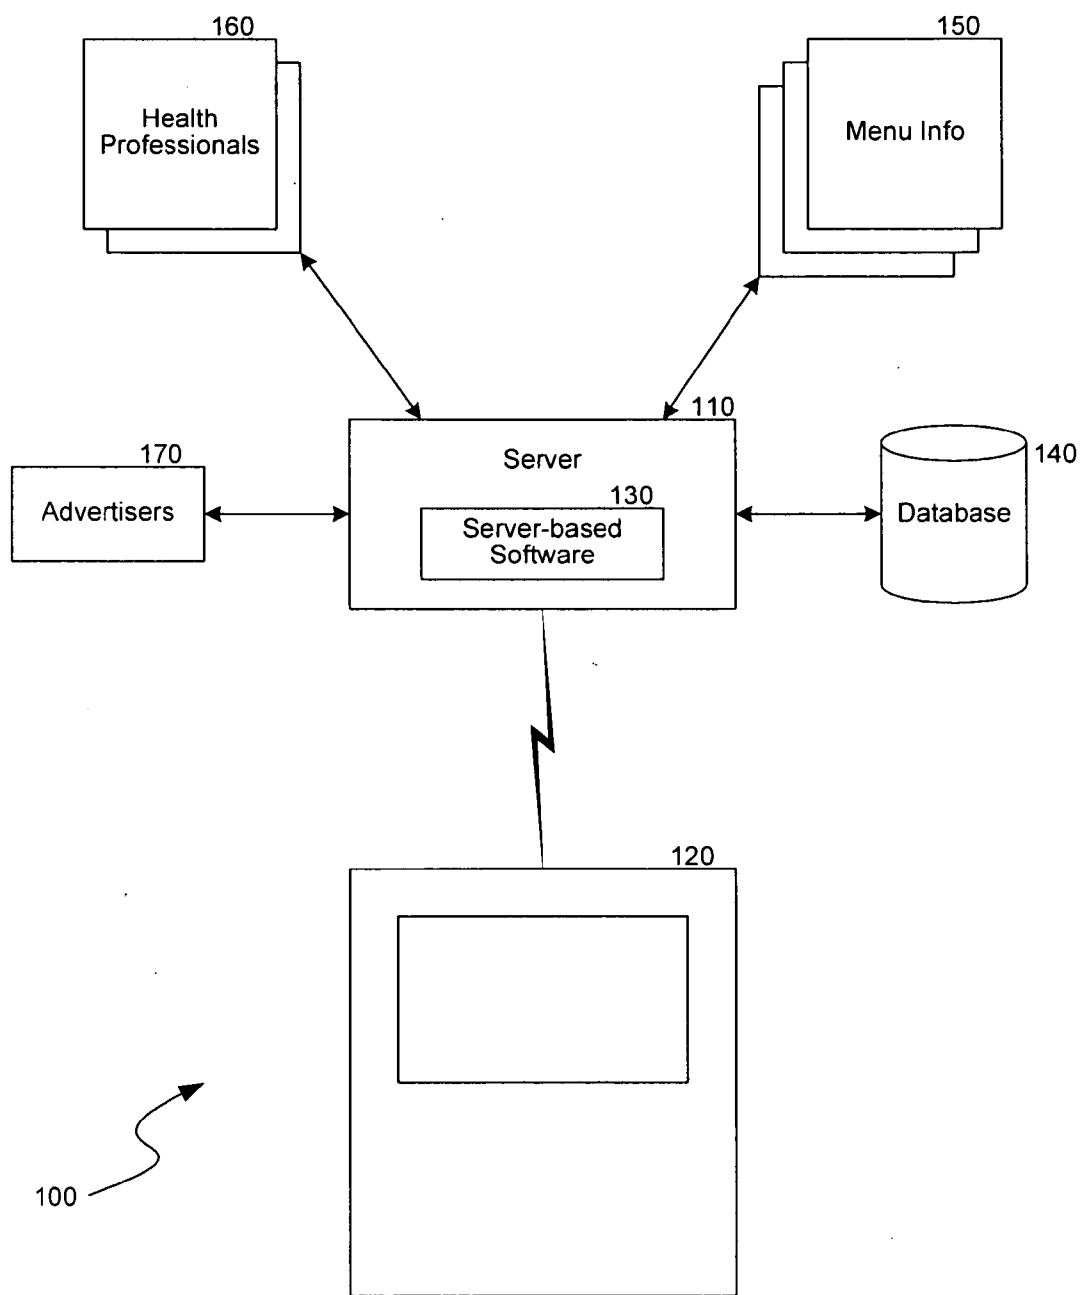 160
Health
Professionals
150
Menu Info
110
Server
130
Server-based
Software
170
Advertisers
140
Database
120
100